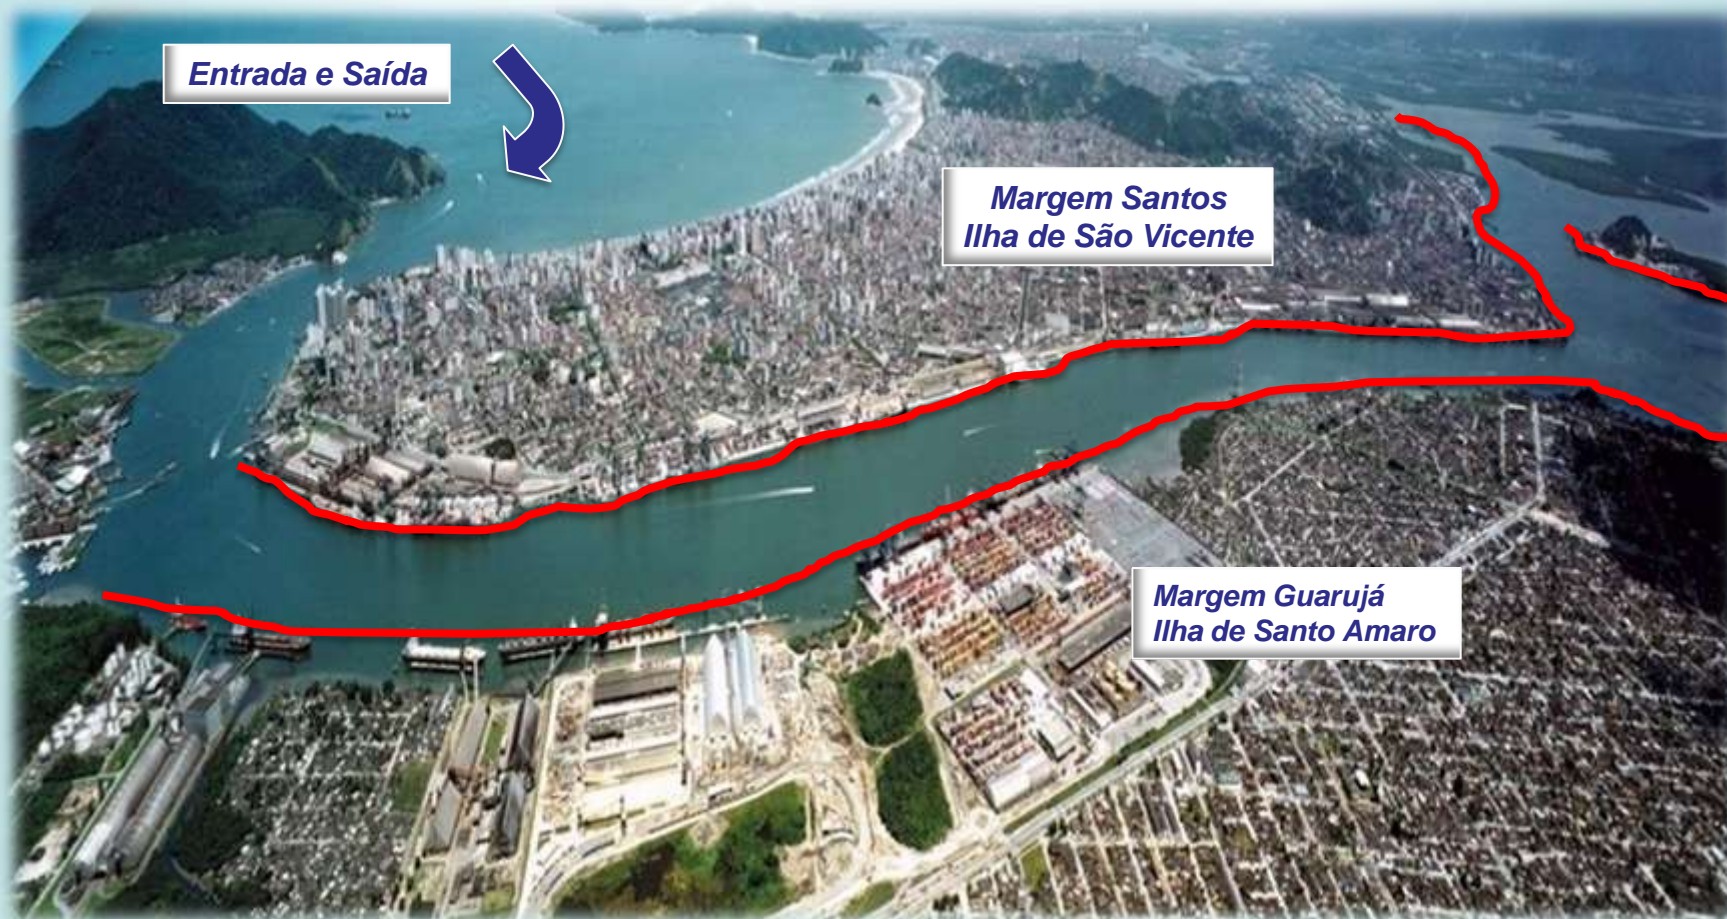 Entrada e Saída
Margem Santos
Ilha de São Vicente
Margem Guarujá
Ilha de Santo Amaro